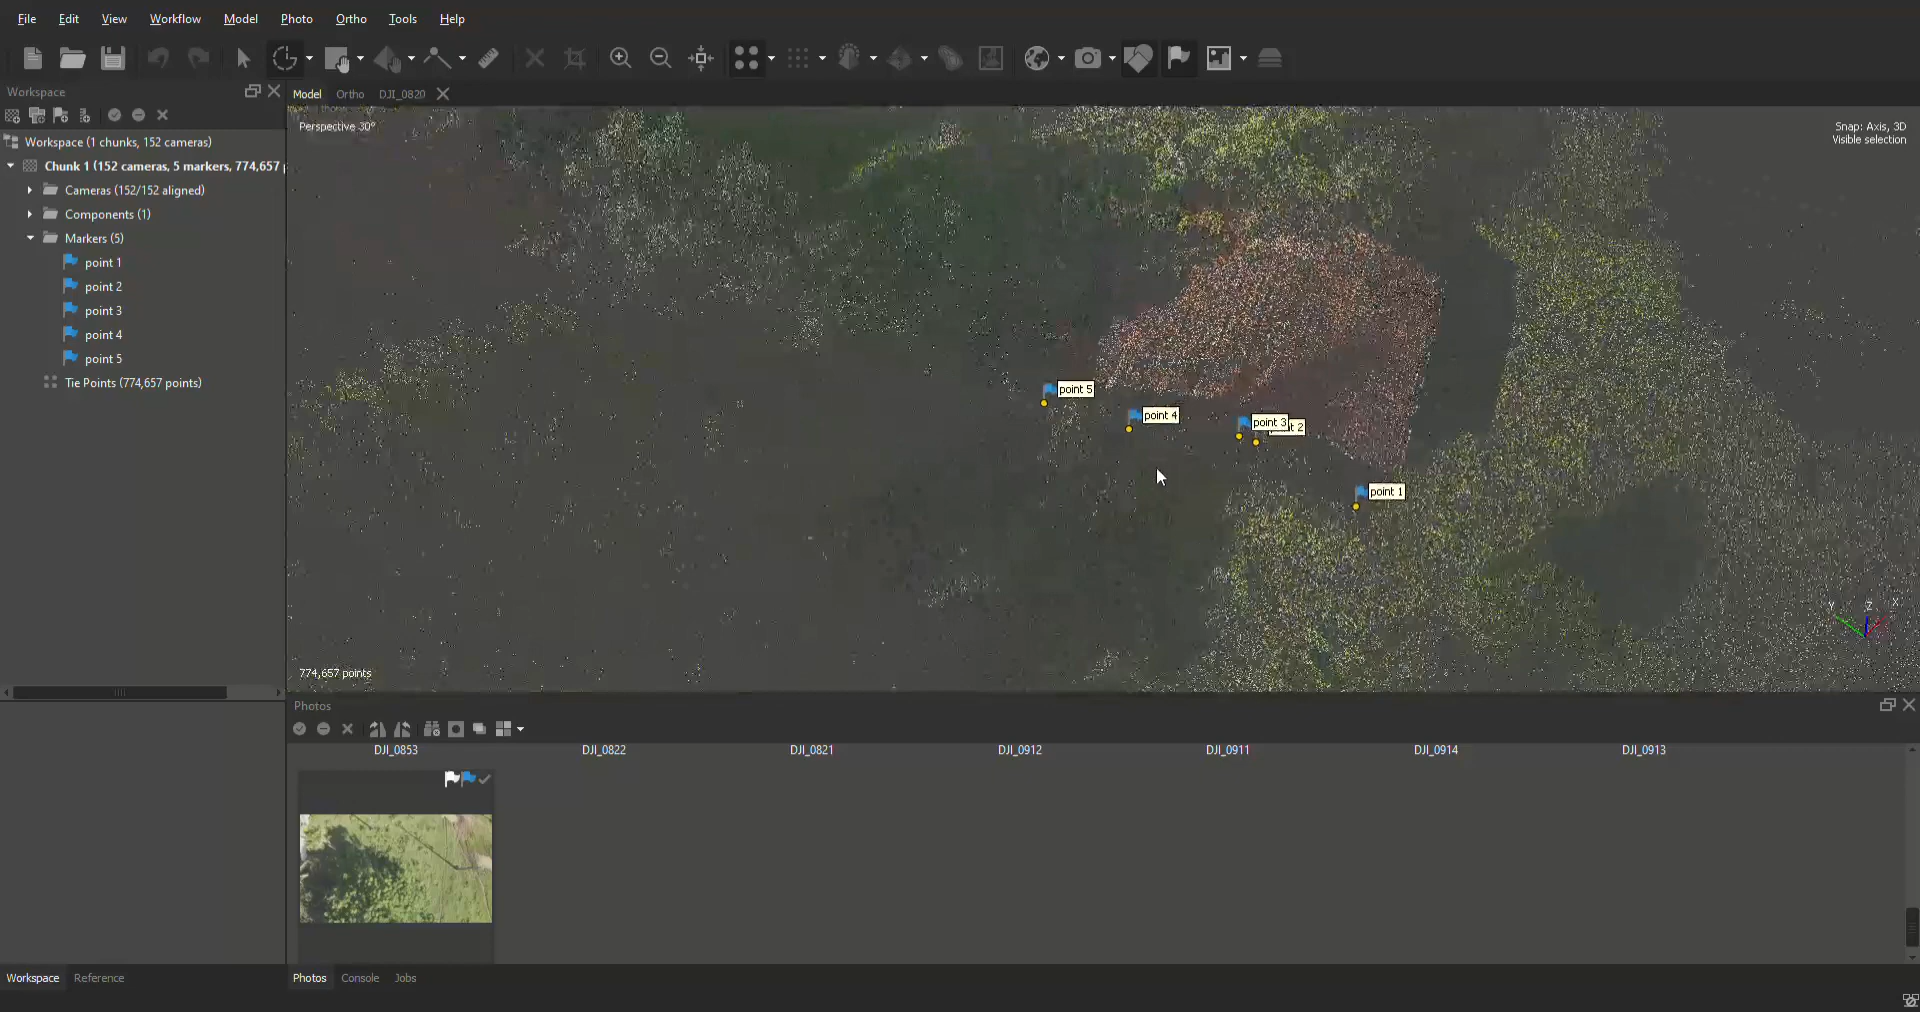 File Edit View Workflow Model Photo Ortho Tools Help
Workspace
Model Ortho DJI_0820
Perspective 30°
Snap: Axis, 3D
Visible selection
Workspace (1 chunks, 152 cameras)
Chunk 1 (152 cameras, 5 markers, 774,657
Cameras (152/152 aligned)
Components (1)
Markers (5)
point 1
point 2
point 3
point 4
point 5
Tie Points (774,657 points)
point 5
point 4
point 3
t 2
point 1
Y Z X
774,657 points
Photos
DJI_0853 DJI_0822 DJI_0821 DJI_0912 DJI_0911 DJI_0914 DJI_0913
Workspace Reference
Photos Console Jobs